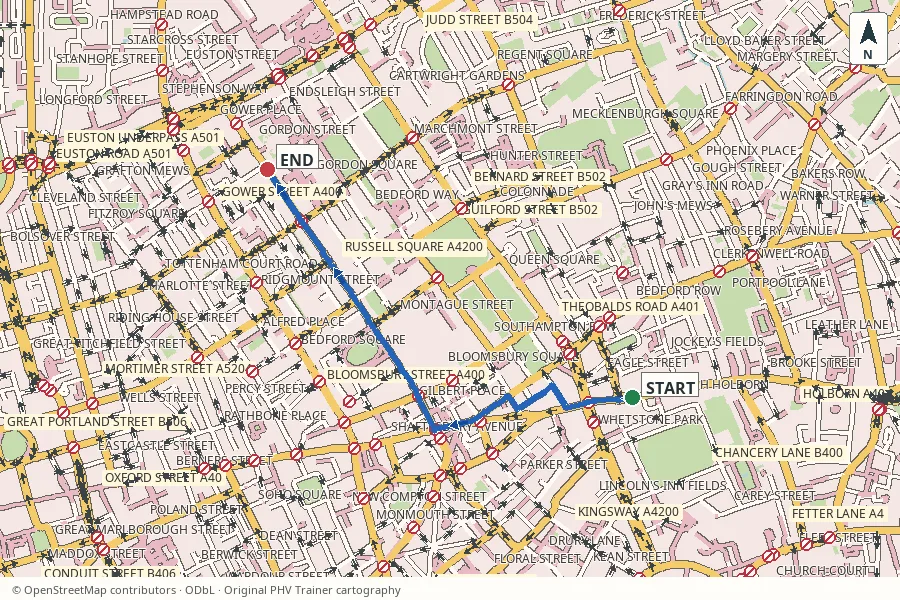 HAMPSTEAD ROAD
JUDD STREET B504
FREDERICK STREET
STARCROSS STREET
LLOYD BAKER STREET
N
EUSTON STREET
REGENT SQUARE
MARGERY STREET
STANHOPE STREET
CARTWRIGHT GARDENS
STEPHENSON WAY
ENDSLEIGH STREET
LONGFORD STREET
FARRINGDON ROAD
GOWER PLACE
MECKLENBURGH SQUARE
GORDON STREET
MARCHMONT STREET
EUSTON UNDERPASS A501
EUSTON ROAD A501
PHOENIX PLACE
HUNTER STREET
END
GORDON SQUARE
GOUGH STREET
GRAFTON MEWS
BERNARD STREET B502
BAKERS ROW
GRAY'S INN ROAD
GOWER STREET A400
COLONNADE
BEDFORD WAY
WARNER STREET
CLEVELAND STREET
JOHN'S MEWS
FITZROY SQUARE
GUILFORD STREET B502
ROSEBERY AVENUE
BOLSOVER STREET
RUSSELL SQUARE A4200
CLERKENWELL ROAD
QUEEN SQUARE
TOTTENHAM COURT ROAD
RIDGMOUNT STREET
CHARLOTTE STREET
PORTPOOL LANE
BEDFORD ROW
MONTAGUE STREET
THEOBALDS ROAD A401
RIDING HOUSE STREET
ALFRED PLACE
LEATHER LANE
SOUTHAMPTON ROW
BEDFORD SQUARE
JOCKEY'S FIELDS
GREAT TITCHFIELD STREET
BLOOMSBURY SQUARE
EAGLE STREET
BROOKE STREET
MORTIMER STREET A520
BLOOMSBURY STREET A400
START
PERCY STREET
GILBERT PLACE
WELLS STREET
RATHBONE PLACE
WHETSTONE PARK
GREAT PORTLAND STREET B506
EASTCASTLE STREET
CHANCERY LANE B400
BERNERS STREET
PARKER STREET
OXFORD STREET A40
LINCOLN'S INN FIELDS
SOHO SQUARE
CAREY STREET
POLAND STREET
MONMOUTH STREET
KINGSWAY A4200
FETTER LANE A4
GREAT MARLBOROUGH STREET
DEAN STREET
DRURY LANE
FLEET STREET
MADDOX STREET
BERWICK STREET
FLORAL STREET
KEAN STREET
CONDUIT STREET B406
WARDOUR STREET
CHURCH COURT
© OpenStreetMap contributors · ODbL · Original PHV Trainer cartography